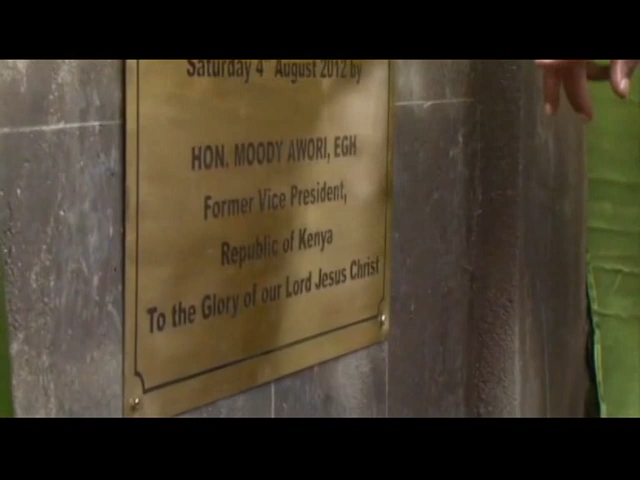 Saturday 4th August 2012 by
HON. MOODY AWORI, EGH
Former Vice President,
Republic of Kenya
To the Glory of our Lord Jesus Christ